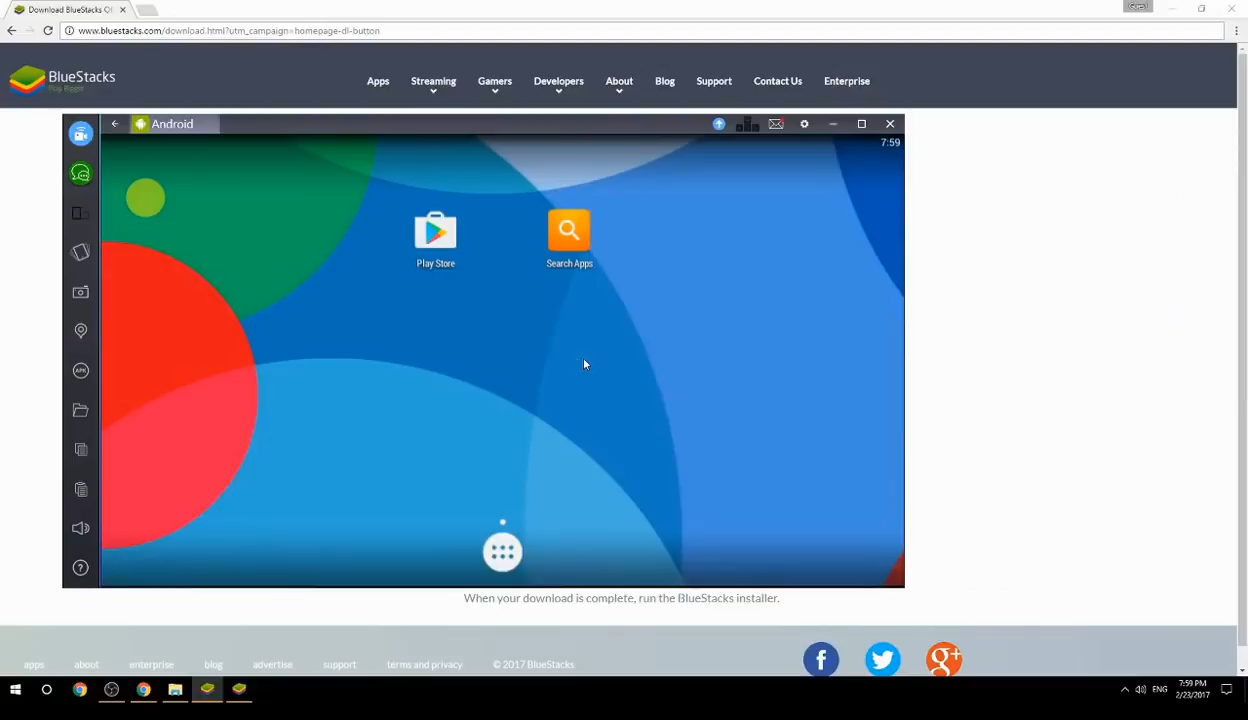 Download BlueStacks Of
www.bluestacks.com/download.html?utm_campaign=homepage-dl-button
BlueStacks
Play Bigger
Apps Streaming Gamers Developers About Blog Support Contact Us Enterprise
Android
7:59
Play Store
Search Apps
APK
When your download is complete, run the BlueStacks installer.
apps about enterprise blog advertise support terms and privacy © 2017 BlueStacks
f
g+
ENG
7:59 PM
2/23/2017